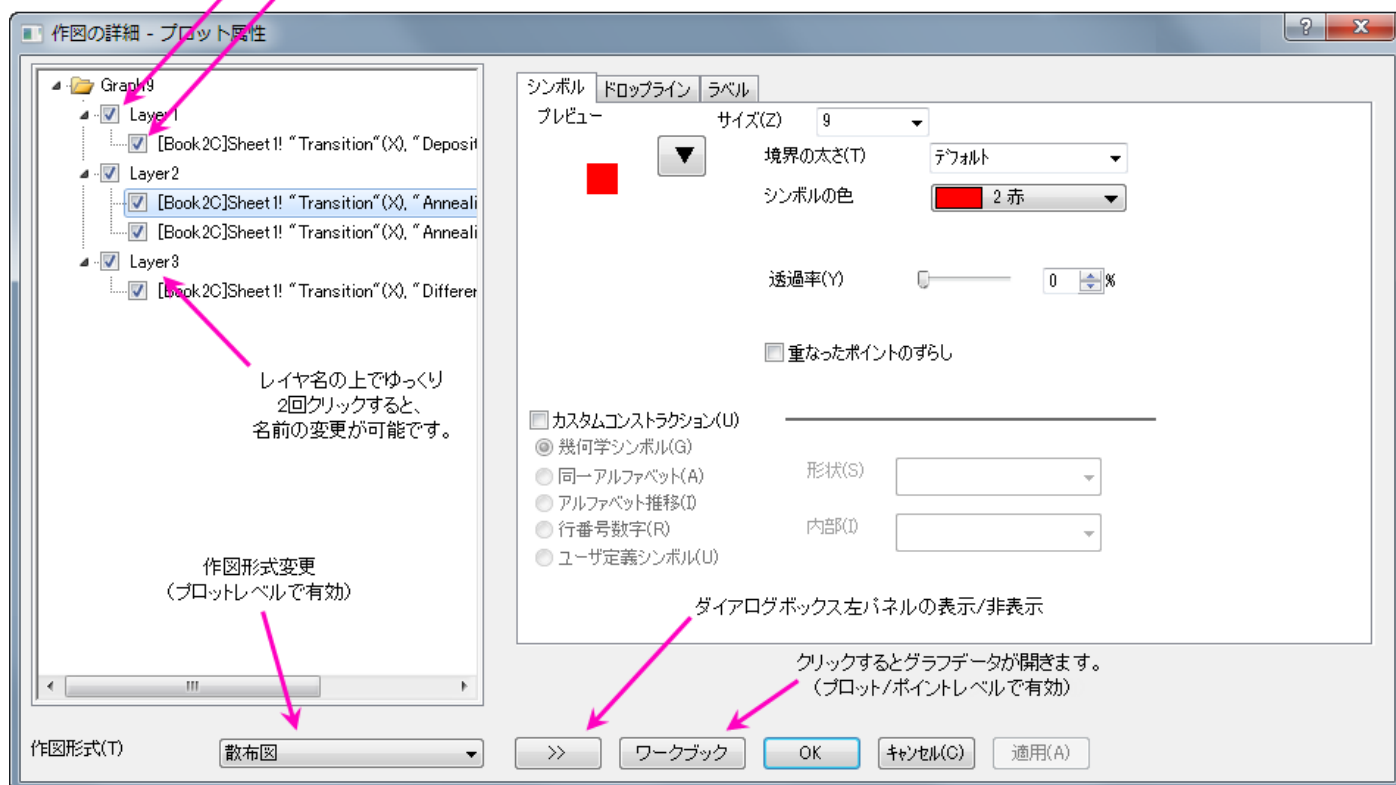 作図の詳細 - プロット属性
Graph9
Layer1
[Book2C]Sheet1! "Transition"(X), "Deposit
Layer2
[Book2C]Sheet1! "Transition"(X), "Anneali
[Book2C]Sheet1! "Transition"(X), "Anneali
Layer3
[Book2C]Sheet1! "Transition"(X), "Differer
レイヤ名の上でゆっくり
2回クリックすると、
名前の変更が可能です。
作図形式変更
(プロットレベルで有効)
作図形式(T)
散布図
シンボル ドロップライン ラベル
プレビュー
サイズ(Z) 9
境界の太さ(T) デフォルト
シンボルの色 2 赤
透過率(Y) 0 %
重なったポイントのずらし
カスタムコンストラクション(U)
幾何学シンボル(G)
同一アルファベット(A)
アルファベット推移(I)
行番号数字(R)
ユーザ定義シンボル(U)
形状(S)
内部(I)
ダイアログボックス左パネルの表示/非表示
クリックするとグラフデータが開きます。
(プロット/ポイントレベルで有効)
>> ワークブック OK キャンセル(C) 適用(A)